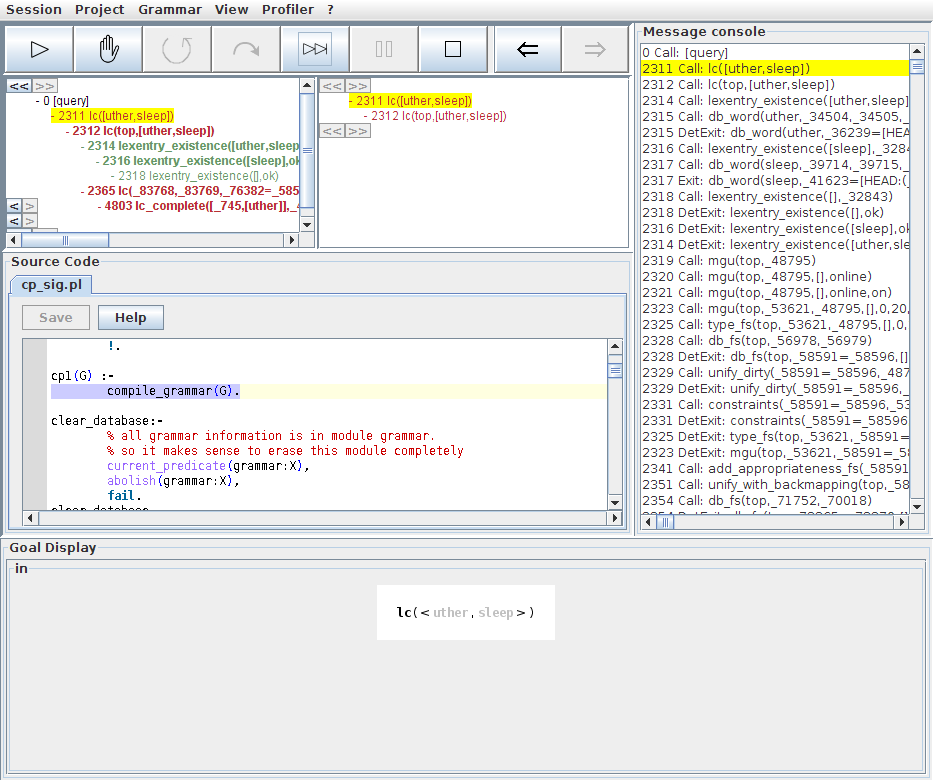 Session Project Grammar View Profiler ?
<< >>
- 0 [query]
- 2311 lc([uther,sleep])
- 2312 lc(top,[uther,sleep])
- 2314 lexentry_existence([uther,sleep
- 2316 lexentry_existence([sleep],ok
- 2318 lexentry_existence([],ok)
- 2365 lc(_83768,_83769,_76382=_585
- 4803 lc_complete([_745,[uther]],_4
< >
< >
<< >>
- 2311 lc([uther,sleep])
- 2312 lc(top,[uther,sleep])
<< >>
Source Code
cp_sig.pl
Save Help
!.
cp1(G) :-
compile_grammar(G).
clear_database:-
% all grammar information is in module grammar.
% so it makes sense to erase this module completely
current_predicate(grammar:X),
abolish(grammar:X),
fail.
clear_database
Message console
0 Call: [query]
2311 Call: lc([uther,sleep])
2312 Call: lc(top,[uther,sleep])
2314 Call: lexentry_existence([uther,sleep]
2315 Call: db_word(uther,_34504,_34505,_
2315 DetExit: db_word(uther,_36239=[HEA
2316 Call: lexentry_existence([sleep],_3284
2317 Call: db_word(sleep,_39714,_39715,_
2317 Exit: db_word(sleep,_41623=[HEAD:(_
2318 Call: lexentry_existence([],_32843)
2318 DetExit: lexentry_existence([],ok)
2316 DetExit: lexentry_existence([sleep],ok
2314 DetExit: lexentry_existence([uther,sle
2319 Call: mgu(top,_48795)
2320 Call: mgu(top,_48795,[],online)
2321 Call: mgu(top,_48795,[],online,on)
2323 Call: mgu(top,_53621,_48795,[],0,20,
2325 Call: type_fs(top,_53621,_48795,[],0,
2328 Call: db_fs(top,_56978,_56979)
2328 DetExit: db_fs(top,_58591=_58596,[]
2329 Call: unify_dirty(_58591=_58596,_487
2329 DetExit: unify_dirty(_58591=_58596,_
2331 Call: constraints(_58591=_58596,_53
2331 DetExit: constraints(_58591=_58596
2325 DetExit: type_fs(top,_53621,_58591=
2323 DetExit: mgu(top,_53621,_58591=_5
2341 Call: add_appropriateness_fs(_58591
2351 Call: unify_with_backmapping(top,_58
2354 Call: db_fs(top,_71752,_70018)
Goal Display
in
lc(<uther,sleep>)